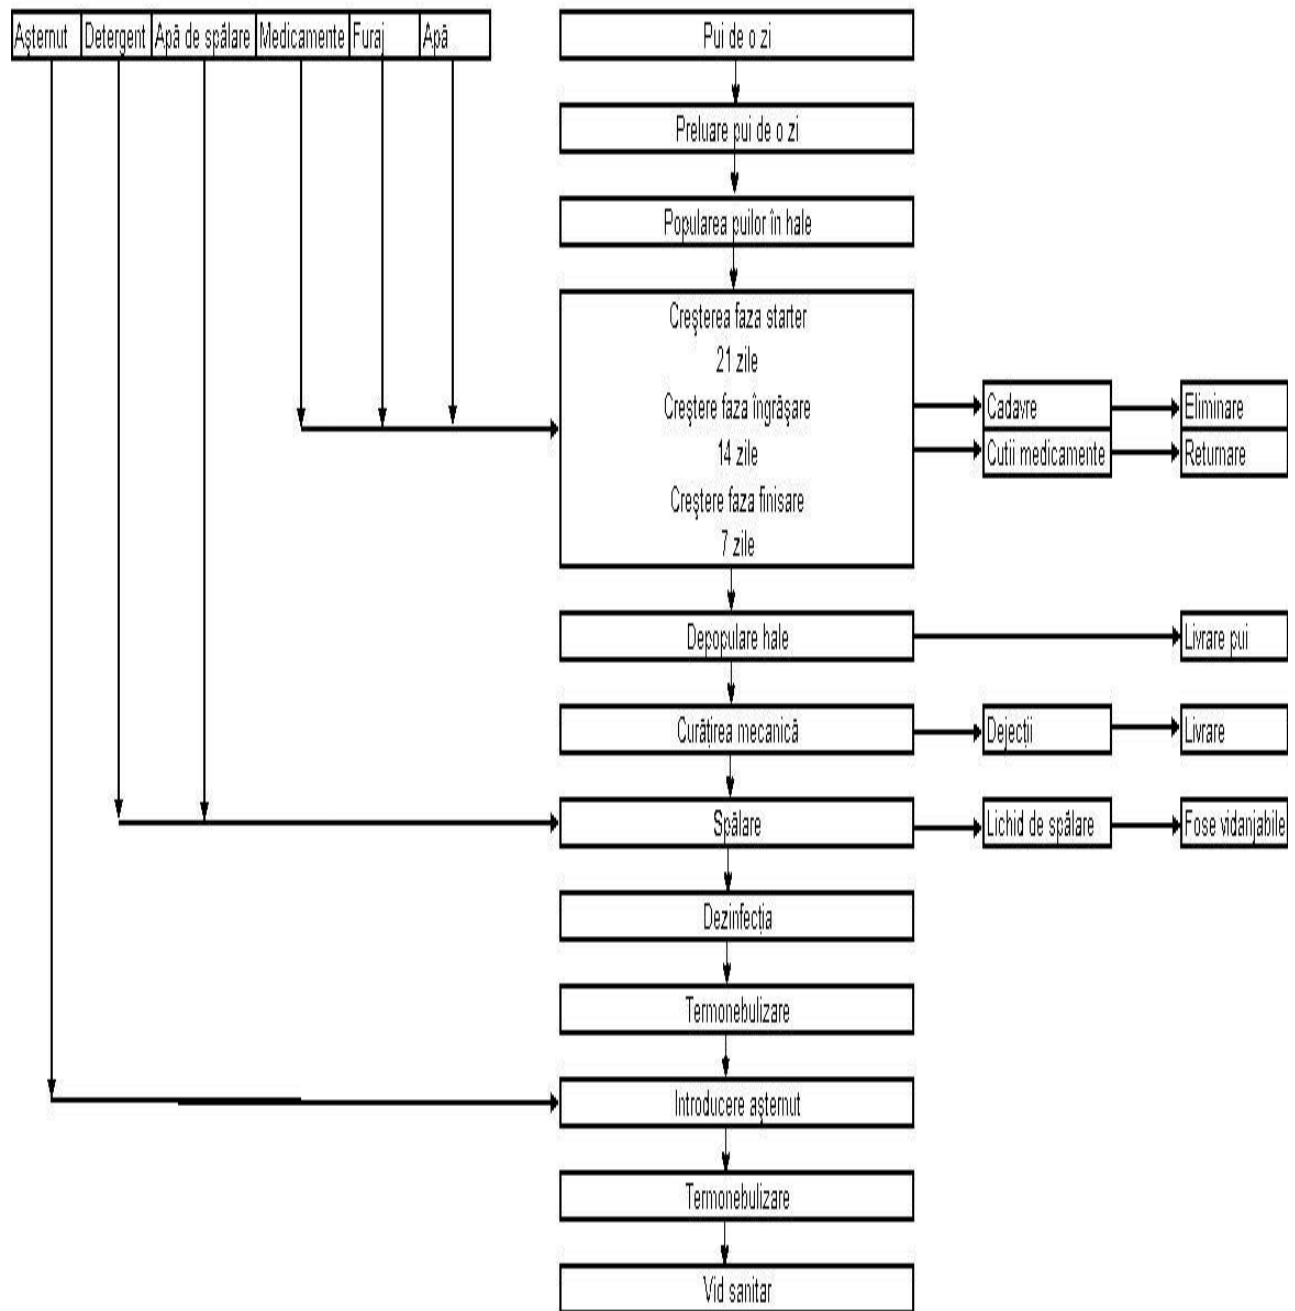 Aşternut Detergent Apă de spălare Medicamente Furaj Apă
Pui de o zi
Preluare pui de o zi
Popularea puilor în hale
Creşterea faza starter
21 zile
Creştere faza îngrăşare
14 zile
Creştere faza finisare
7 zile
Cadavre
Eliminare
Cutii medicamente
Returnare
Depopulare hale
Livrare pui
Curăţirea mecanică
Dejecţii
Livrare
Spălare
Lichid de spălare
Fose vidanjabile
Dezinfecţia
Termonebulizare
Introducere aşternut
Termonebulizare
Vid sanitar